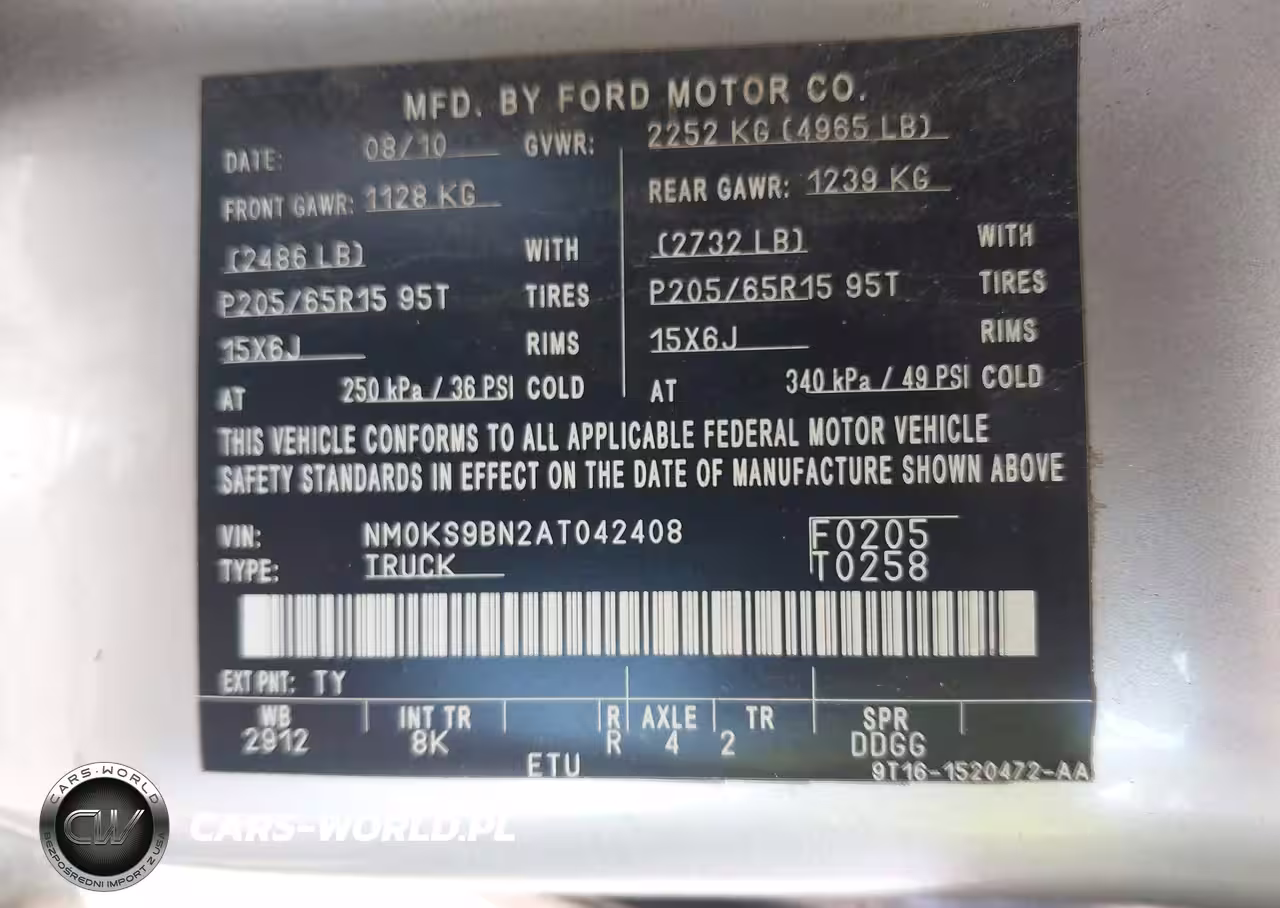 MFD. BY FORD MOTOR CO.
DATE: 08/10 GVWR: 2252 KG (4965 LB)
FRONT GAWR: 1128 KG REAR GAWR: 1239 KG
(2486 LB) WITH (2732 LB) WITH
P205/65R15 95T TIRES P205/65R15 95T TIRES
15X6J RIMS 15X6J RIMS
AT 250 kPa / 36 PSI COLD AT 340 kPa / 49 PSI COLD
THIS VEHICLE CONFORMS TO ALL APPLICABLE FEDERAL MOTOR VEHICLE
SAFETY STANDARDS IN EFFECT ON THE DATE OF MANUFACTURE SHOWN ABOVE
VIN: NM0KS9BN2AT042408 F0205
TYPE: TRUCK T0258
EXT PNT: TY
WB INT TR R AXLE TR SPR
2912 8K R 4 2 DDGG
ETU 9T16-1520472-AA
CARS-WORLD
CW
BEZPOŚREDNI IMPORT Z USA
CARS-WORLD.PL